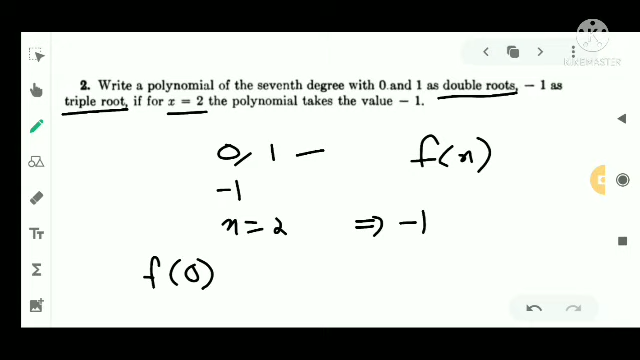 KINEMASTER
2. Write a polynomial of the seventh degree with 0 and 1 as double roots, − 1 as
triple root, if for x = 2 the polynomial takes the value − 1.
0, 1 — f(x)
-1
x = 2 ⇒ -1
f(0)
Tт
Σ